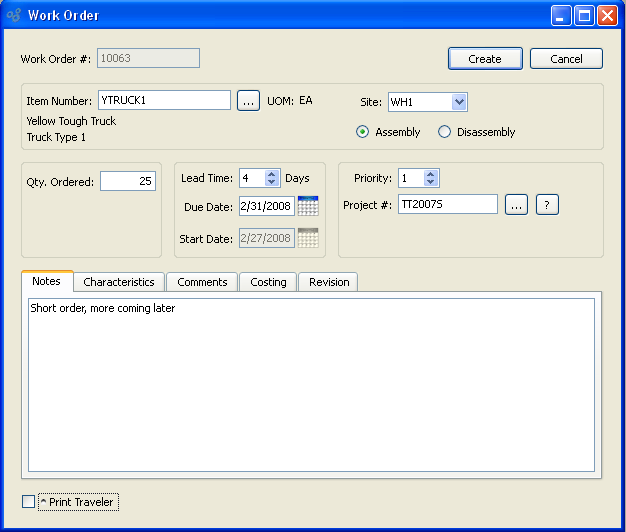 Work Order
Work Order #: 10063 Create Cancel
Item Number: YTRUCK1 ... UOM: EA Site: WH1
Yellow Tough Truck
Truck Type 1
Assembly Disassembly
Qty. Ordered: 25
Lead Time: 4 Days
Due Date: 2/31/2008
Start Date: 2/27/2008
Priority: 1
Project #: TT2007S ... ?
Notes Characteristics Comments Costing Revision
Short order, more coming later
^ Print Traveler